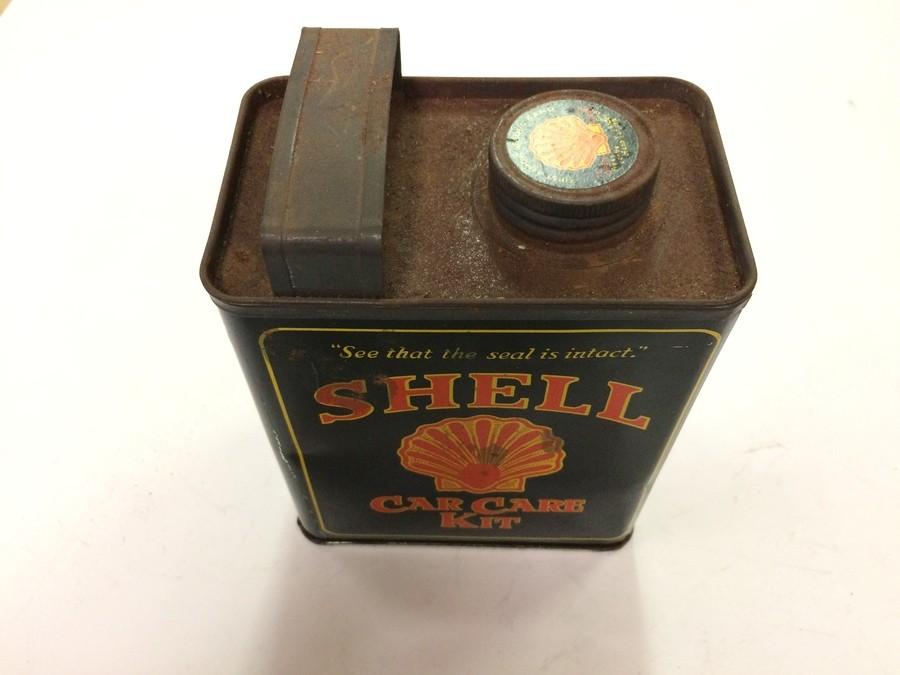 "See that the seal is intact."
SHELL
CAR CARE
KIT